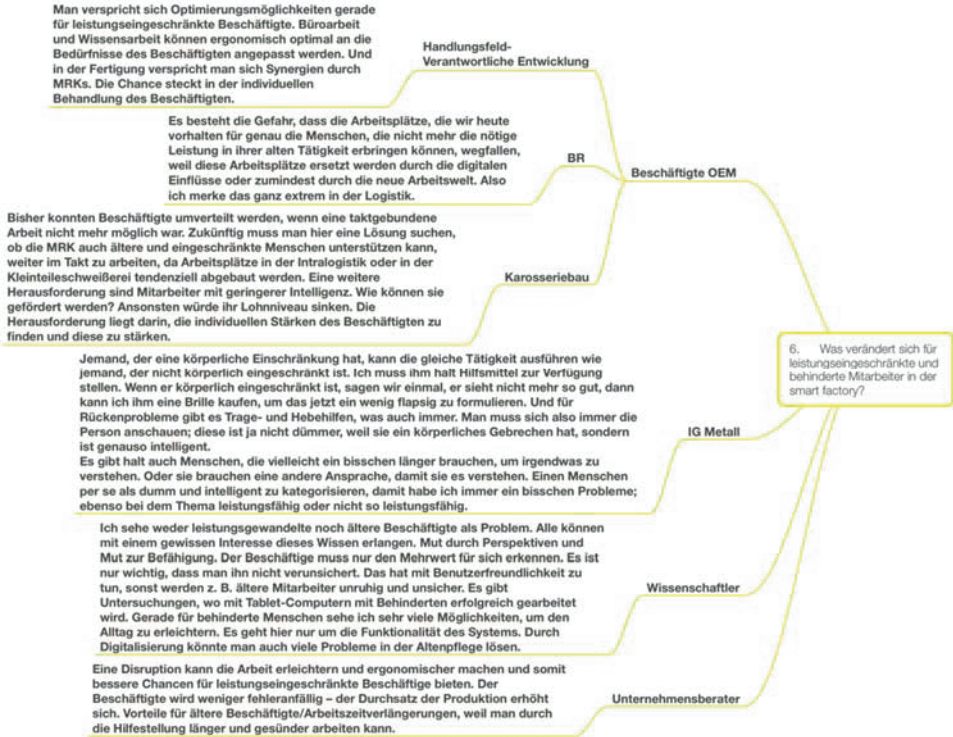 Man verspricht sich Optimierungsmöglichkeiten gerade
für leistungseingeschränkte Beschäftigte. Büroarbeit
und Wissensarbeit können ergonomisch optimal an die
Bedürfnisse des Beschäftigten angepasst werden. Und
in der Fertigung verspricht man sich Synergien durch
MRKs. Die Chance steckt in der individuellen
Behandlung des Beschäftigten.
Handlungsfeld-
Verantwortliche Entwicklung
Es besteht die Gefahr, dass die Arbeitsplätze, die wir heute
vorhalten für genau die Menschen, die nicht mehr die nötige
Leistung in ihrer alten Tätigkeit erbringen können, wegfallen,
weil diese Arbeitsplätze ersetzt werden durch die digitalen
Einflüsse oder zumindest durch die neue Arbeitswelt. Also
ich merke das ganz extrem in der Logistik.
BR
Beschäftigte OEM
Bisher konnten Beschäftigte umverteilt werden, wenn eine taktgebundene
Arbeit nicht mehr möglich war. Zukünftig muss man hier eine Lösung suchen,
ob die MRK auch ältere und eingeschränkte Menschen unterstützen kann,
weiter im Takt zu arbeiten, da Arbeitsplätze in der Intralogistik oder in der
Kleinteileschweißerei tendenziell abgebaut werden. Eine weitere
Herausforderung sind Mitarbeiter mit geringerer Intelligenz. Wie können sie
gefördert werden? Ansonsten würde ihr Lohnniveau sinken. Die
Herausforderung liegt darin, die individuellen Stärken des Beschäftigten zu
finden und diese zu stärken.
Karosseriebau
6. Was verändert sich für
leistungseingeschränkte und
behinderte Mitarbeiter in der
smart factory?
Jemand, der eine körperliche Einschränkung hat, kann die gleiche Tätigkeit ausführen wie
jemand, der nicht körperlich eingeschränkt ist. Ich muss ihm halt Hilfsmittel zur Verfügung
stellen. Wenn er körperlich eingeschränkt ist, sagen wir einmal, er sieht nicht mehr so gut, dann
kann ich ihm eine Brille kaufen, um das jetzt ein wenig flapsig zu formulieren. Und für
Rückenprobleme gibt es Trage- und Hebehilfen, was auch immer. Man muss sich also immer die
Person anschauen; diese ist ja nicht dümmer, weil sie ein körperliches Gebrechen hat, sondern
ist genauso intelligent.
Es gibt halt auch Menschen, die vielleicht ein bisschen länger brauchen, um irgendwas zu
verstehen. Oder sie brauchen eine andere Ansprache, damit sie es verstehen. Einen Menschen
per se als dumm und intelligent zu kategorisieren, damit habe ich immer ein bisschen Probleme;
ebenso bei dem Thema leistungsfähig oder nicht so leistungsfähig.
IG Metall
Ich sehe weder leistungsgewandelte noch ältere Beschäftigte als Problem. Alle können
mit einem gewissen Interesse dieses Wissen erlangen. Mut durch Perspektiven und
Mut zur Befähigung. Der Beschäftige muss nur den Mehrwert für sich erkennen. Es ist
nur wichtig, dass man ihn nicht verunsichert. Das hat mit Benutzerfreundlichkeit zu
tun, sonst werden z. B. ältere Mitarbeiter unruhig und unsicher. Es gibt
Untersuchungen, wo mit Tablet-Computern mit Behinderten erfolgreich gearbeitet
wird. Gerade für behinderte Menschen sehe ich sehr viele Möglichkeiten, um den
Alltag zu erleichtern. Es geht hier nur um die Funktionalität des Systems. Durch
Digitalisierung könnte man auch viele Probleme in der Altenpflege lösen.
Wissenschaftler
Eine Disruption kann die Arbeit erleichtern und ergonomischer machen und somit
bessere Chancen für leistungseingeschränkte Beschäftige bieten. Der
Beschäftigte wird weniger fehleranfällig – der Durchsatz der Produktion erhöht
sich. Vorteile für ältere Beschäftigte/Arbeitszeitverlängerungen, weil man durch
die Hilfestellung länger und gesünder arbeiten kann.
Unternehmensberater